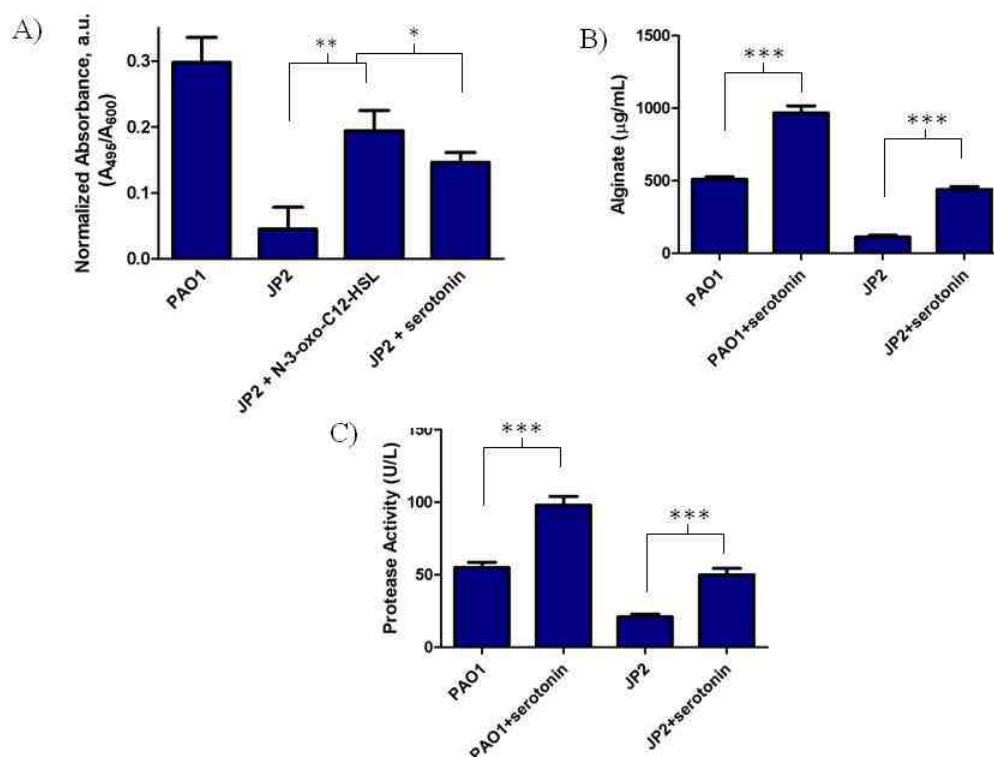 A)
Normalized Absorbance, a.u.
(A495/A600)
0.3
0.2
0.1
0.0
**
*
PAO1
JP2
JP2 + N-3-oxo-C12-HSL
JP2 + serotonin
B)
Alginate (µg/mL)
1500
1000
500
0
***
***
PAO1
PAO1+serotonin
JP2
JP2+serotonin
C)
Protease Activity (U/L)
150
100
50
0
***
***
PAO1
PAO1+serotonin
JP2
JP2+serotonin